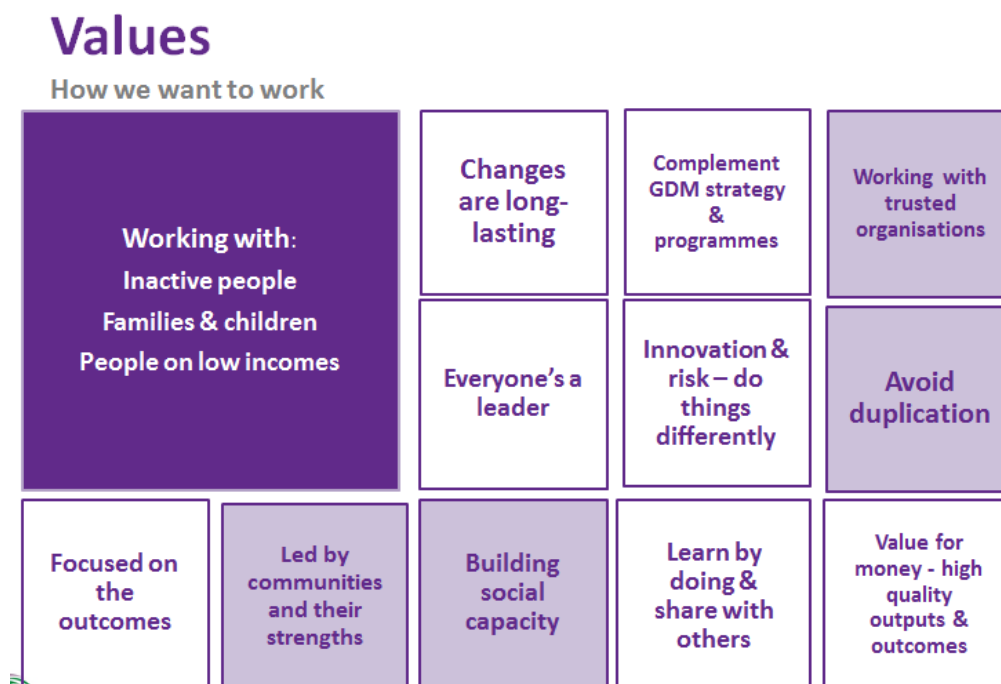 Values
How we want to work
Working with:
Inactive people
Families & children
People on low incomes
Changes
are long-
lasting
Complement
GDM strategy
&
programmes
Working with
trusted
organisations
Everyone's a
leader
Innovation &
risk – do
things
differently
Avoid
duplication
Focused on
the
outcomes
Led by
communities
and their
strengths
Building
social
capacity
Learn by
doing &
share with
others
Value for
money - high
quality
outputs &
outcomes